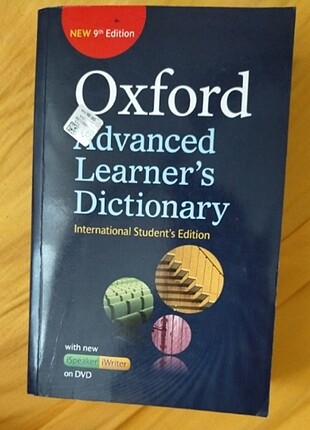 NEW 9th Edition
Oxford
Advanced
Learner's
Dictionary
International Student's Edition
with new
iSpeaker iWriter
on DVD